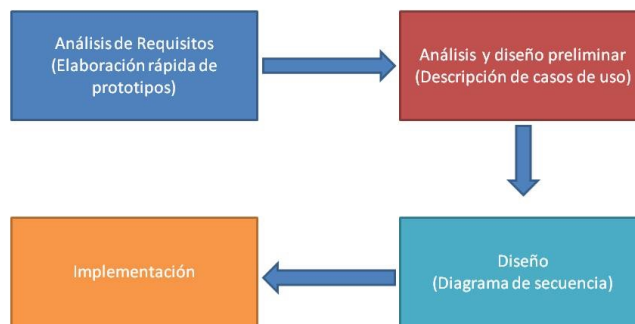 Análisis de Requisitos
(Elaboración rápida de
prototipos)
Análisis y diseño preliminar
(Descripción de casos de uso)
Implementación
Diseño
(Diagrama de secuencia)